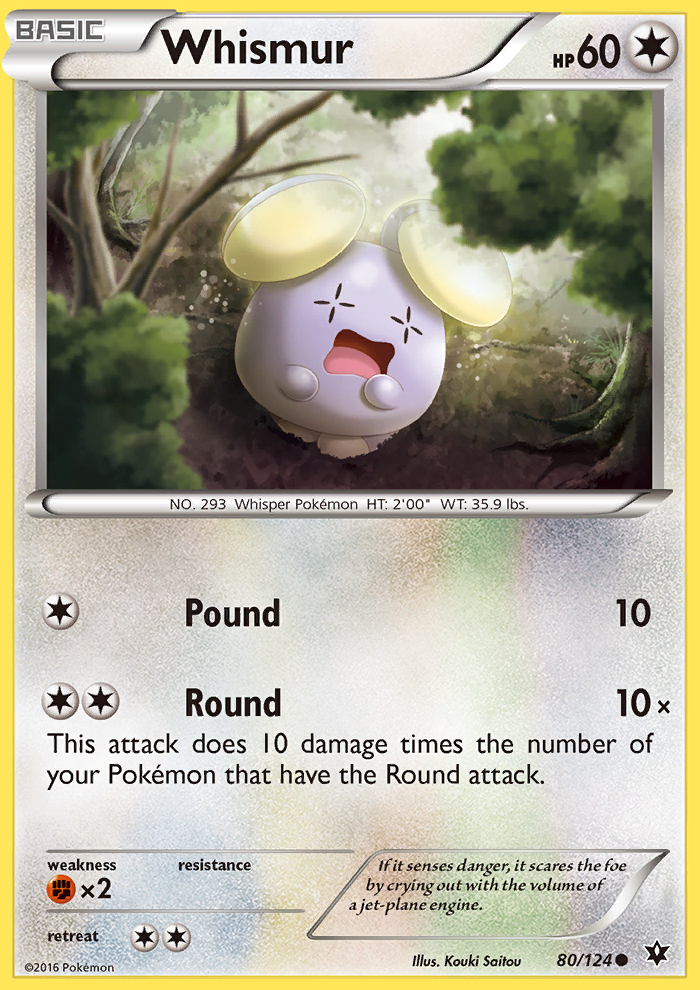 BASIC
Whismur
HP60
NO. 293 Whisper Pokémon HT: 2'00" WT: 35.9 lbs.
Pound 10
Round 10×
This attack does 10 damage times the number of
your Pokémon that have the Round attack.
weakness resistance
×2
retreat
If it senses danger, it scares the foe
by crying out with the volume of
a jet-plane engine.
Illus. Kouki Saitou 80/124
©2016 Pokémon